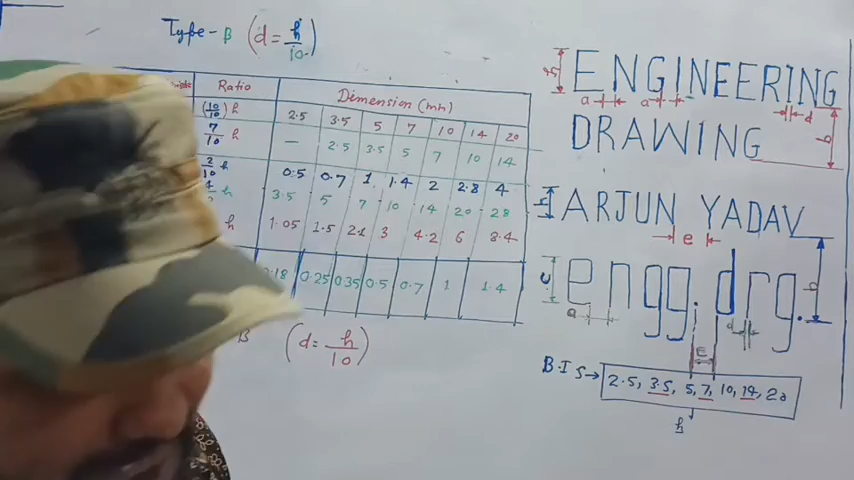 Type-B (d = h/10)
Ratio Dimension (mm)
(10/10) h 2.5 3.5 5 7 10 14 20
7/10 h — 2.5 3.5 5 7 10 14
2/10 h 0.5 0.7 1 1.4 2 2.8 4
h 3.5 5 7 10 14 20 28
h 1.05 1.5 2.1 3 4.2 6 8.4
0.18 0.25 0.35 0.5 0.7 1 1.4
B (d = h/10)
ENGINEERING
a a d b
DRAWING
h ARJUN YADAV
e
c engg. drg.
a d b
E
B.I.S→ 2.5, 3.5, 5, 7, 10, 14, 20
h